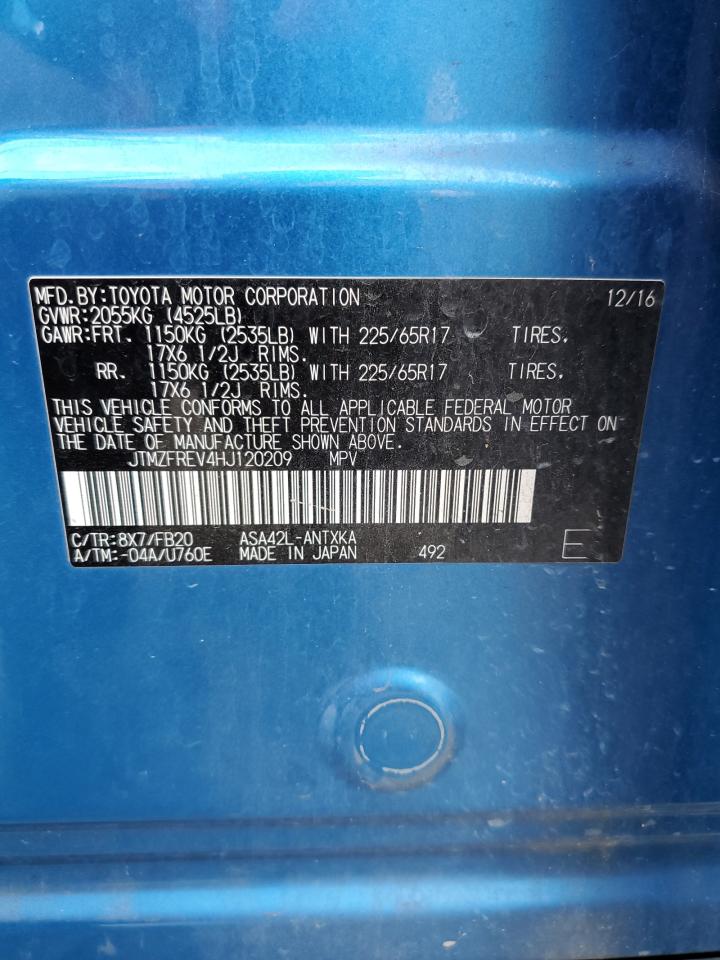 MFD.BY:TOYOTA MOTOR CORPORATION 12/16
GVWR:2055KG (4525LB)
GAWR:FRT. 1150KG (2535LB) WITH 225/65R17 TIRES,
17X6 1/2J RIMS.
RR. 1150KG (2535LB) WITH 225/65R17 TIRES,
17X6 1/2J RIMS.
THIS VEHICLE CONFORMS TO ALL APPLICABLE FEDERAL MOTOR
VEHICLE SAFETY AND THEFT PREVENTION STANDARDS IN EFFECT ON
THE DATE OF MANUFACTURE SHOWN ABOVE.
JTMZFREV4HJ120209 MPV
C/TR:8X7/FB20 ASA42L-ANTXKA
A/TM:-04A/U760E MADE IN JAPAN 492 E